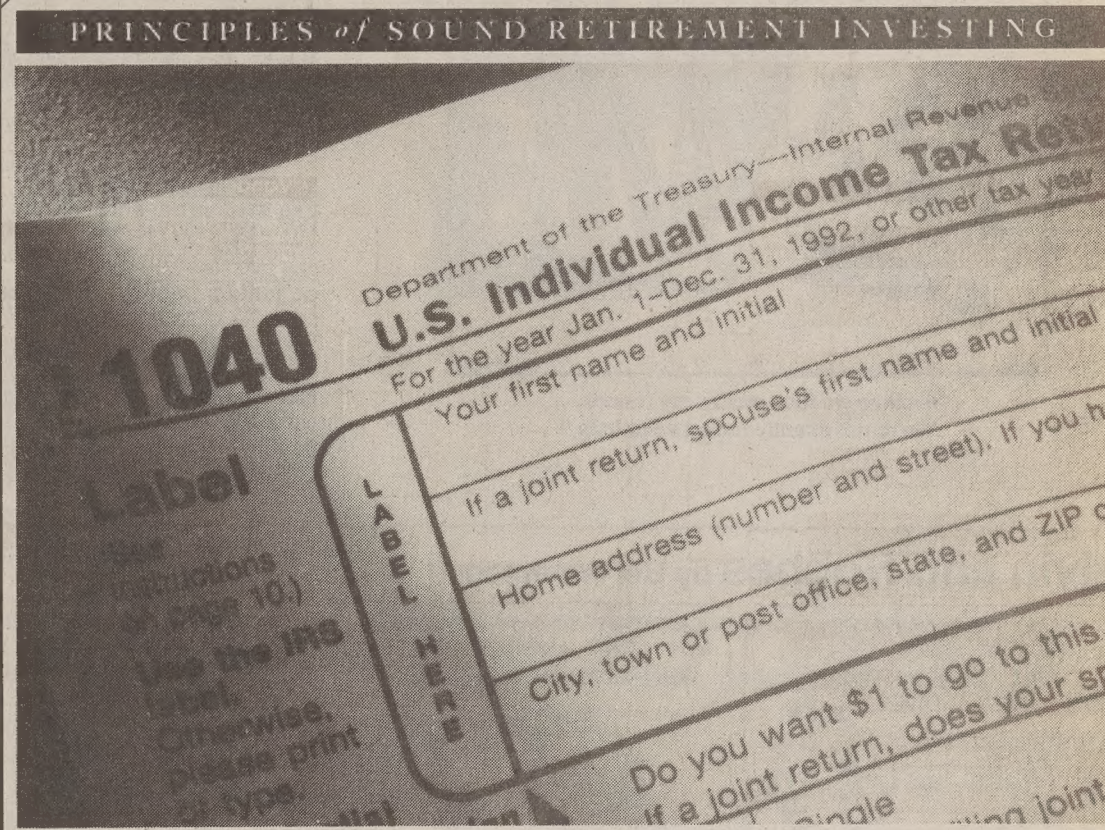 PRINCIPLES of SOUND RETIREMENT INVESTING
Department of the Treasury—Internal Revenue
U.S. Individual Income Tax Retu
For the year Jan. 1–Dec. 31, 1992, or other tax year
1040
Label
instructions
on page 10.)
Use the IRS
label.
Otherwise,
please print
or type.
LABEL HERE
Your first name and initial
If a joint return, spouse's first name and initial
Home address (number and street). If you h
City, town or post office, state, and ZIP c
Do you want $1 to go to this
If a joint return, does your sp
Single
filing joint